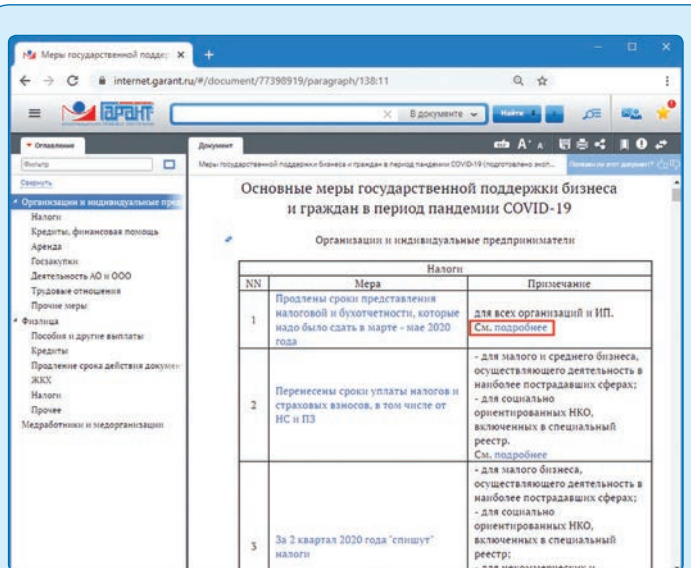 Меры государственной поддер
internet.garant.ru/#/document/77398919/paragraph/138:11
ГАРАНТ
В документе
Найти
Оглавление
Фильтр
Свернуть
Организации и индивидуальные пред
Налоги
Кредиты, финансовая помощь
Аренда
Госзакупки
Деятельность АО и ООО
Трудовые отношения
Прочие меры
Физлица
Пособия и другие выплаты
Кредиты
Продление срока действия докумен
ЖКХ
Налоги
Прочее
Медработники и медорганизации
Документ
Меры государственной поддержки бизнеса и граждан в период пандемии COVID-19 (подготовлено эксп...
Основные меры государственной поддержки бизнеса
и граждан в период пандемии COVID-19
Организации и индивидуальные предприниматели
Налоги
NN Мера Примечание
1
Продлены сроки представления
налоговой и бухотчетности, которые
надо было сдать в марте - мае 2020
года
для всех организаций и ИП.
См. подробнее
2
Перенесены сроки уплаты налогов и
страховых взносов, в том числе от
НС и ПЗ
- для малого и среднего бизнеса,
осуществляющего деятельность в
наиболее пострадавших сферах;
- для социально
ориентированных НКО,
включенных в специальный
реестр.
См. подробнее
3
За 2 квартал 2020 года "спишут"
налоги
- для малого бизнеса,
осуществляющего деятельность в
наиболее пострадавших сферах;
- для социально
ориентированных НКО,
включенных в специальный
реестр;
- для некоммерческих и